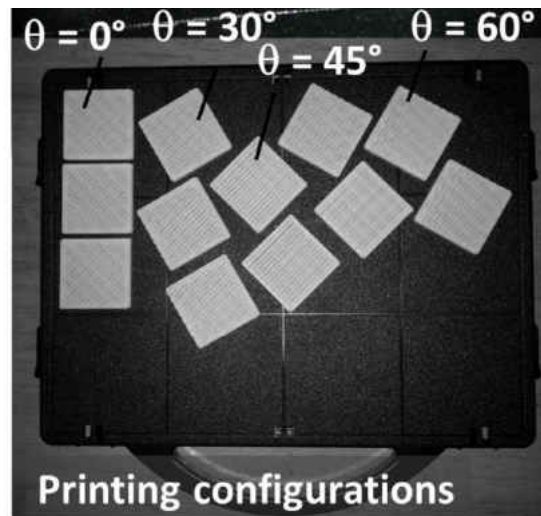 θ = 0°
θ = 30°
θ = 45°
θ = 60°
Printing configurations